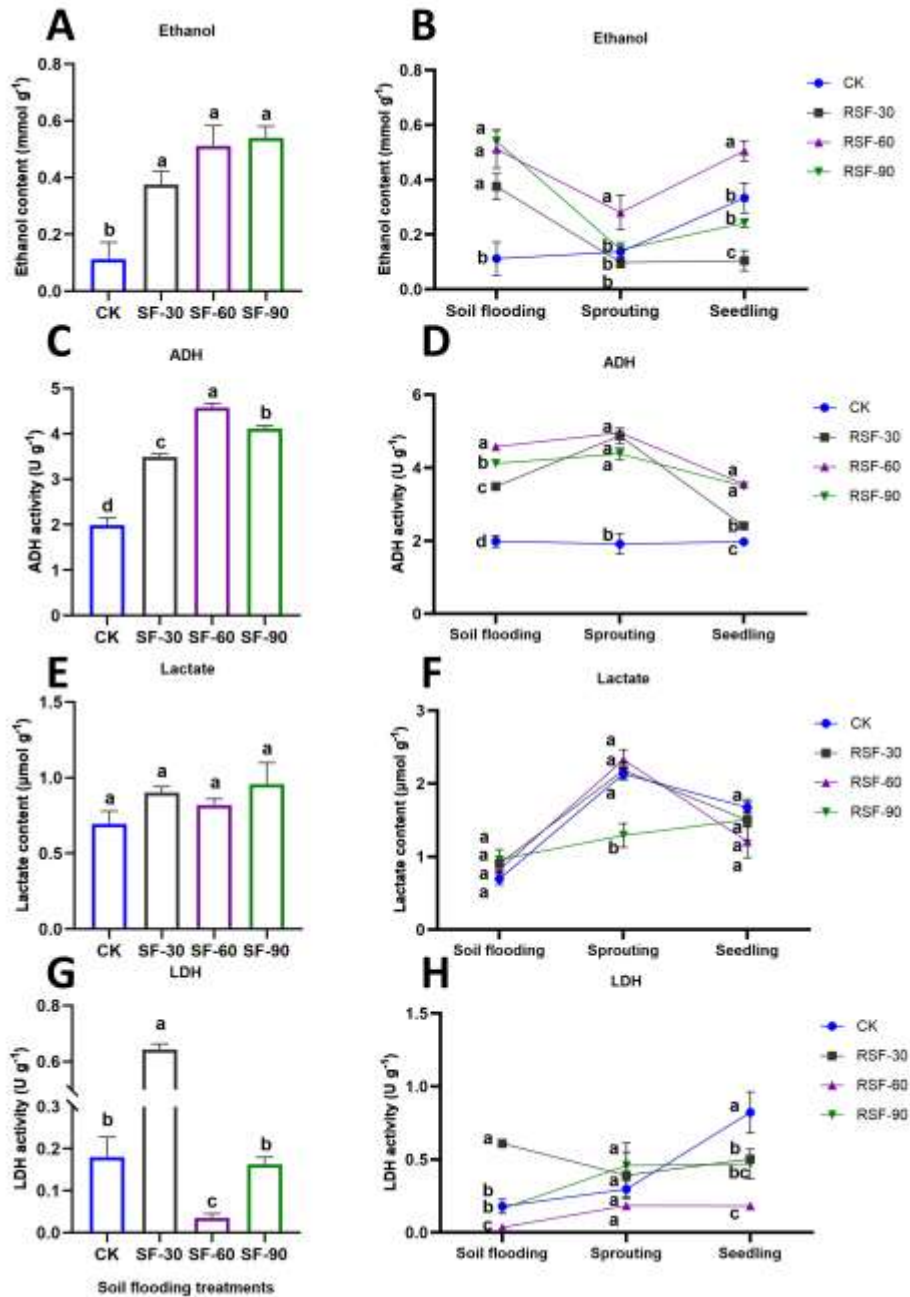 A
Ethanol
Ethanol content (mmol g⁻¹)
0.8
0.6
0.4
0.2
0.0
b
a
a
a
CK SF-30 SF-60 SF-90
B
Ethanol
Ethanol content (mmol g⁻¹)
0.8
0.6
0.4
0.2
0.0
a
a
a
b
a
b
b
b
a
b
b
c
Soil flooding Sprouting Seedling
CK
RSF-30
RSF-60
RSF-90
C
ADH
ADH activity (U g⁻¹)
5
4
3
2
1
0
d
c
a
b
CK SF-30 SF-60 SF-90
D
ADH
ADH activity (U g⁻¹)
6
4
2
0
a
b
c
d
a
a
a
b
a
a
b
c
Soil flooding Sprouting Seedling
CK
RSF-30
RSF-60
RSF-90
E
Lactate
Lactate content (µmol g⁻¹)
1.5
1.0
0.5
0.0
a
a
a
a
CK SF-30 SF-60 SF-90
F
Lactate
Lactate content (µmol g⁻¹)
3
2
1
0
a
a
a
a
a
a
a
b
a
a
a
a
Soil flooding Sprouting Seedling
CK
RSF-30
RSF-60
RSF-90
G
LDH
LDH activity (U g⁻¹)
0.6
0.3
0.2
0.1
0.0
b
a
c
b
CK SF-30 SF-60 SF-90
Soil flooding treatments
H
LDH
LDH activity (U g⁻¹)
1.5
1.0
0.5
0.0
a
b
b
c
a
a
a
a
a
b
bc
c
Soil flooding Sprouting Seedling
CK
RSF-30
RSF-60
RSF-90